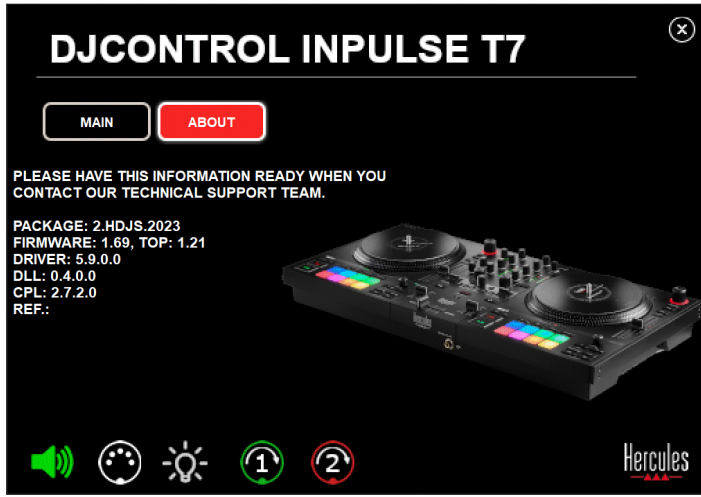 DJCONTROL INPULSE T7
MAIN
ABOUT
PLEASE HAVE THIS INFORMATION READY WHEN YOU
CONTACT OUR TECHNICAL SUPPORT TEAM.
PACKAGE: 2.HDJS.2023
FIRMWARE: 1.69, TOP: 1.21
DRIVER: 5.9.0.0
DLL: 0.4.0.0
CPL: 2.7.2.0
REF.:
1
2
Hercules